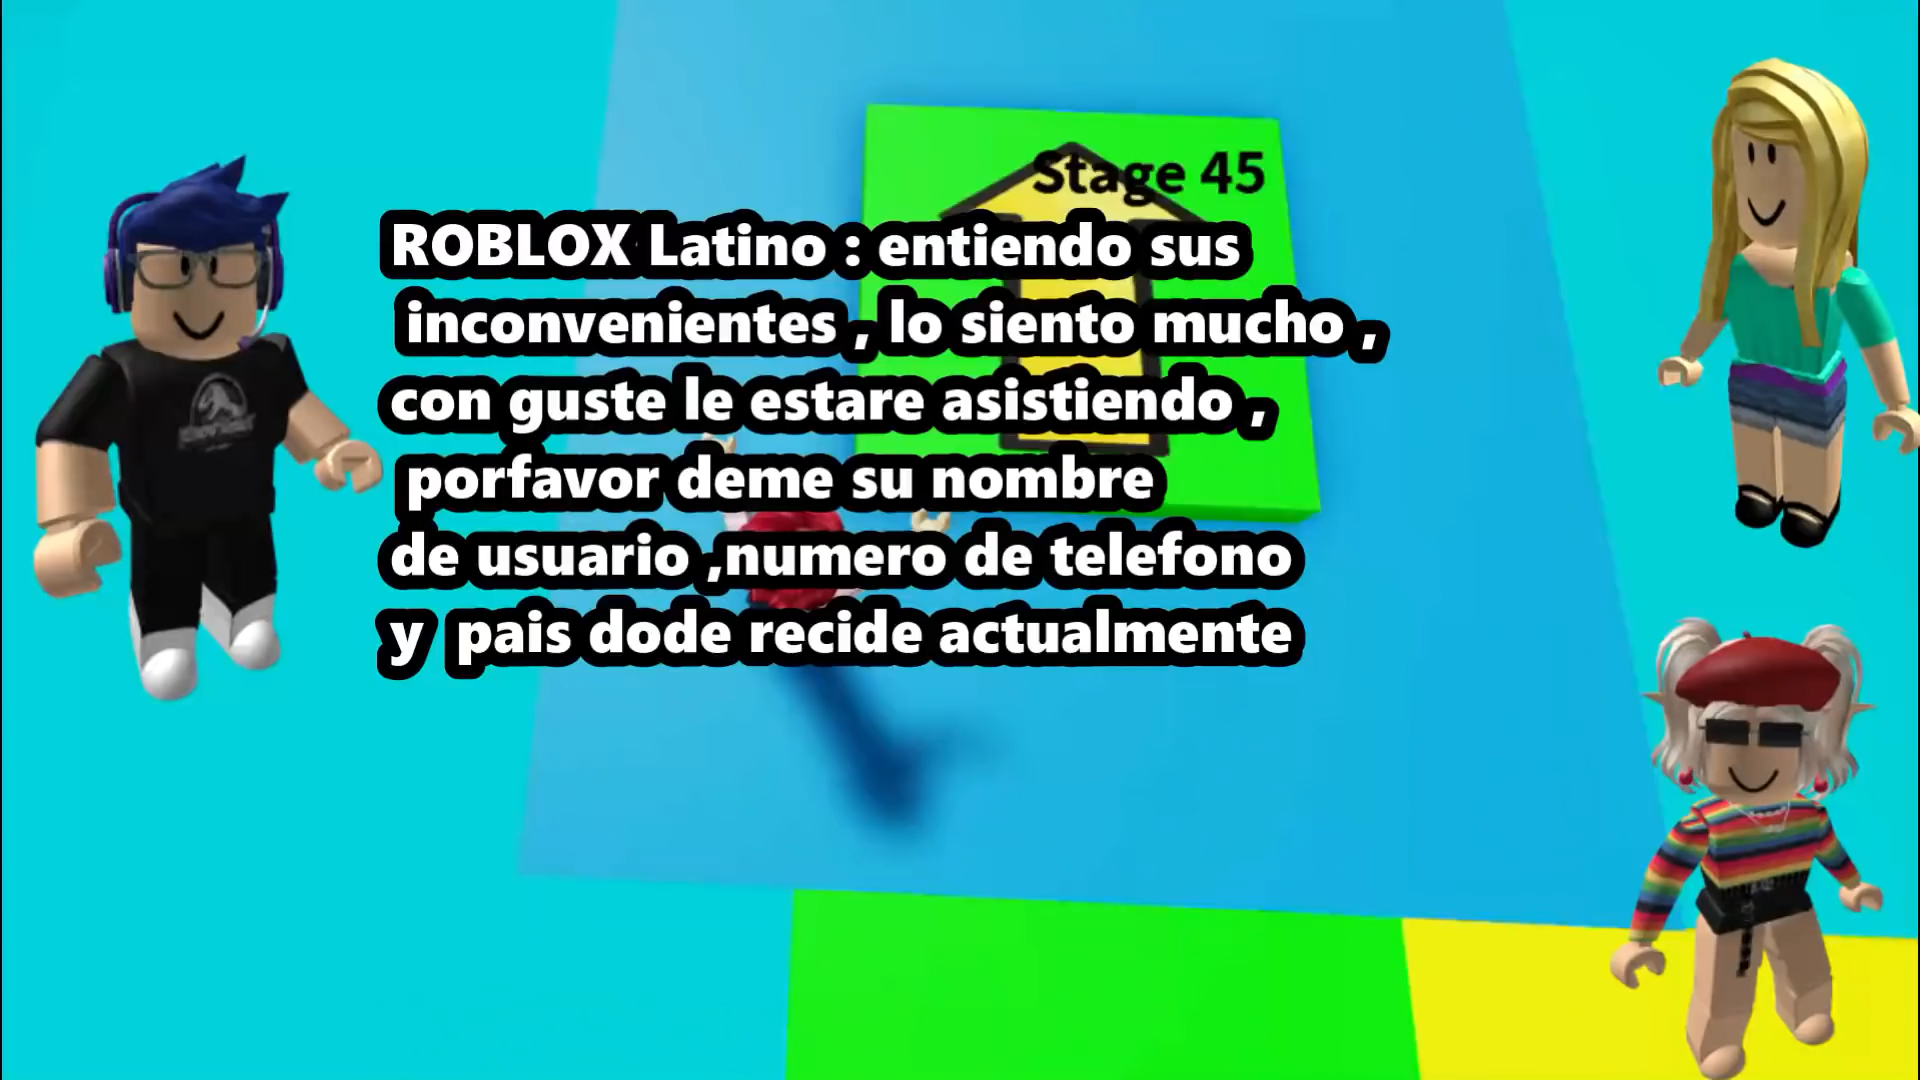 Stage 45
ROBLOX Latino : entiendo sus
inconvenientes , lo siento mucho ,
con guste le estare asistiendo ,
porfavor deme su nombre
de usuario ,numero de telefono
y pais dode recide actualmente